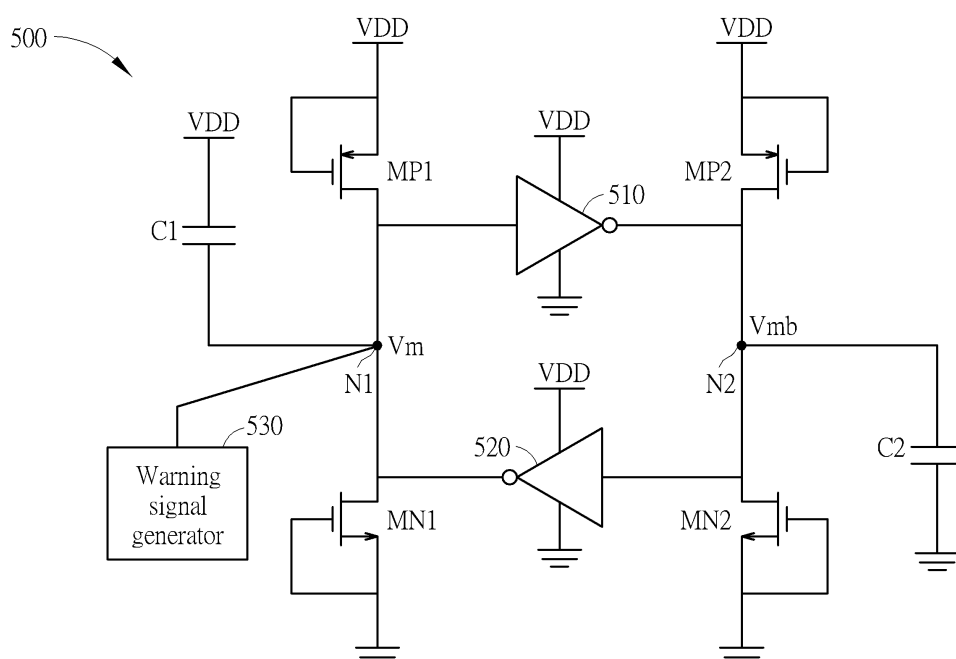 500
VDD
VDD
VDD
VDD
MP1
MP2
510
C1
Vm
Vmb
N1
N2
VDD
530
520
C2
Warning
signal
generator
MN1
MN2